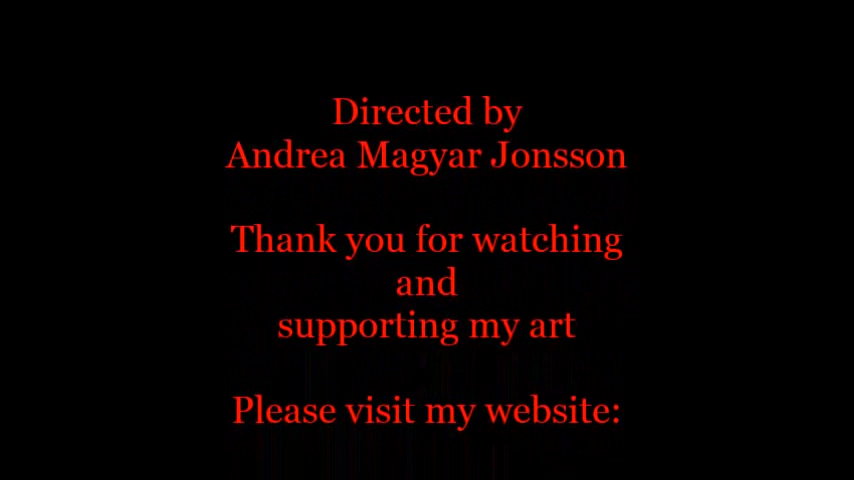 Directed by
Andrea Magyar Jonsson
Thank you for watching
and
supporting my art
Please visit my website: